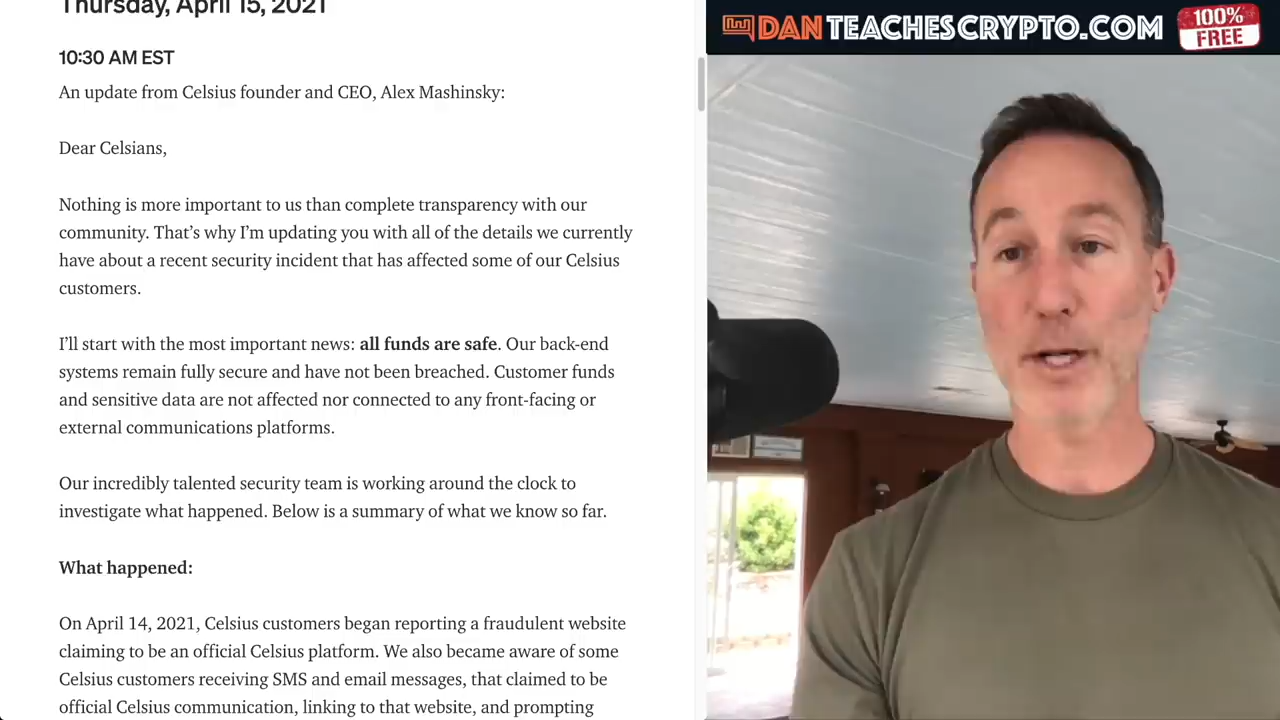 Thursday, April 15, 2021
10:30 AM EST
An update from Celsius founder and CEO, Alex Mashinsky:
Dear Celsians,
Nothing is more important to us than complete transparency with our
community. That’s why I’m updating you with all of the details we currently
have about a recent security incident that has affected some of our Celsius
customers.
I’ll start with the most important news: all funds are safe. Our back-end
systems remain fully secure and have not been breached. Customer funds
and sensitive data are not affected nor connected to any front-facing or
external communications platforms.
Our incredibly talented security team is working around the clock to
investigate what happened. Below is a summary of what we know so far.
What happened:
On April 14, 2021, Celsius customers began reporting a fraudulent website
claiming to be an official Celsius platform. We also became aware of some
Celsius customers receiving SMS and email messages, that claimed to be
official Celsius communication, linking to that website, and prompting
DANTEACHESCRYPTO.COM
100%
FREE